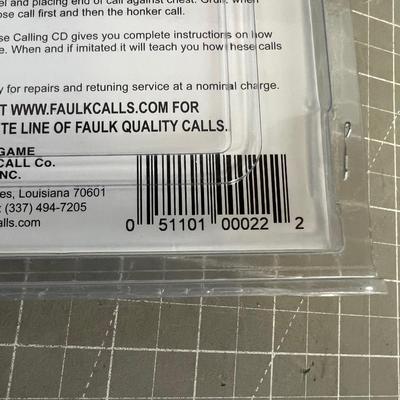 el and placing end of call against chest. Grunt, when
ose call first and then the honker call.
se Calling CD gives you complete instructions on how
e. When and if imitated it will teach you how hese calls
y for repairs and retuning service at a nominal charge.
T WWW.FAULKCALLS.COM FOR
TE LINE OF FAULK QUALITY CALLS.
GAME
CALL Co.
INC.
es, Louisiana 70601
(337) 494-7205
alls.com
0 51101 00022 2